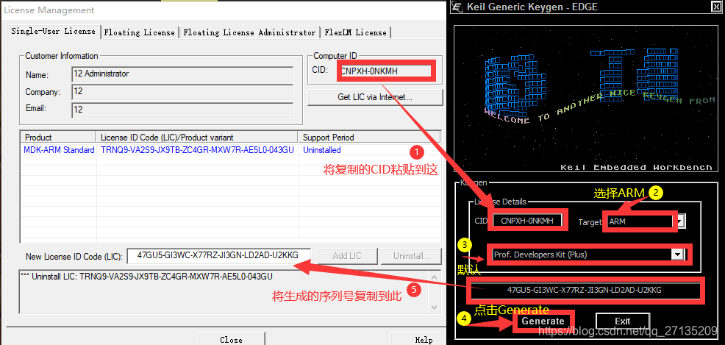 License Management
Single-User License
Floating License
Floating License Administrator
FlexLM License
Customer Information
Name:
12 Administrator
Company:
12
Email:
12
Computer ID
CID:
CNPXH-0NKMH
Get LIC via Internet...
Product
License ID Code (LIC)/Product variant
Support Period
MDK-ARM Standard
TRNQ9-VA2S9-JX9TB-ZC4GR-MXW7R-AE5L0-043GU
Uninstalled
1
将复制的CID粘贴到这
New License ID Code (LIC):
47GU5-GI3WC-X77RZ-JI3GN-LD2AD-U2KKG
Add LIC
Uninstall...
*** Uninstall LIC: TRNQ9-VA2S9-JX9TB-ZC4GR-MXW7R-AE5L0-043GU
5
将生成的序列号复制到此
Close
Help
Keil Generic Keygen - EDGE
WELCOME TO ANOTHER NICE KEYGEN FROM
Keil Embedded Workbench
Keygen
License Details
选择ARM
2
CID
CNPXH-0NKMH
Target
ARM
3
Prof. Developers Kit (Plus)
默认
47GU5-GI3WC-X77RZ-JI3GN-LD2AD-U2KKG
点击Generate
4
Generate
Exit
https://blog.csdn.net/qq_27135209